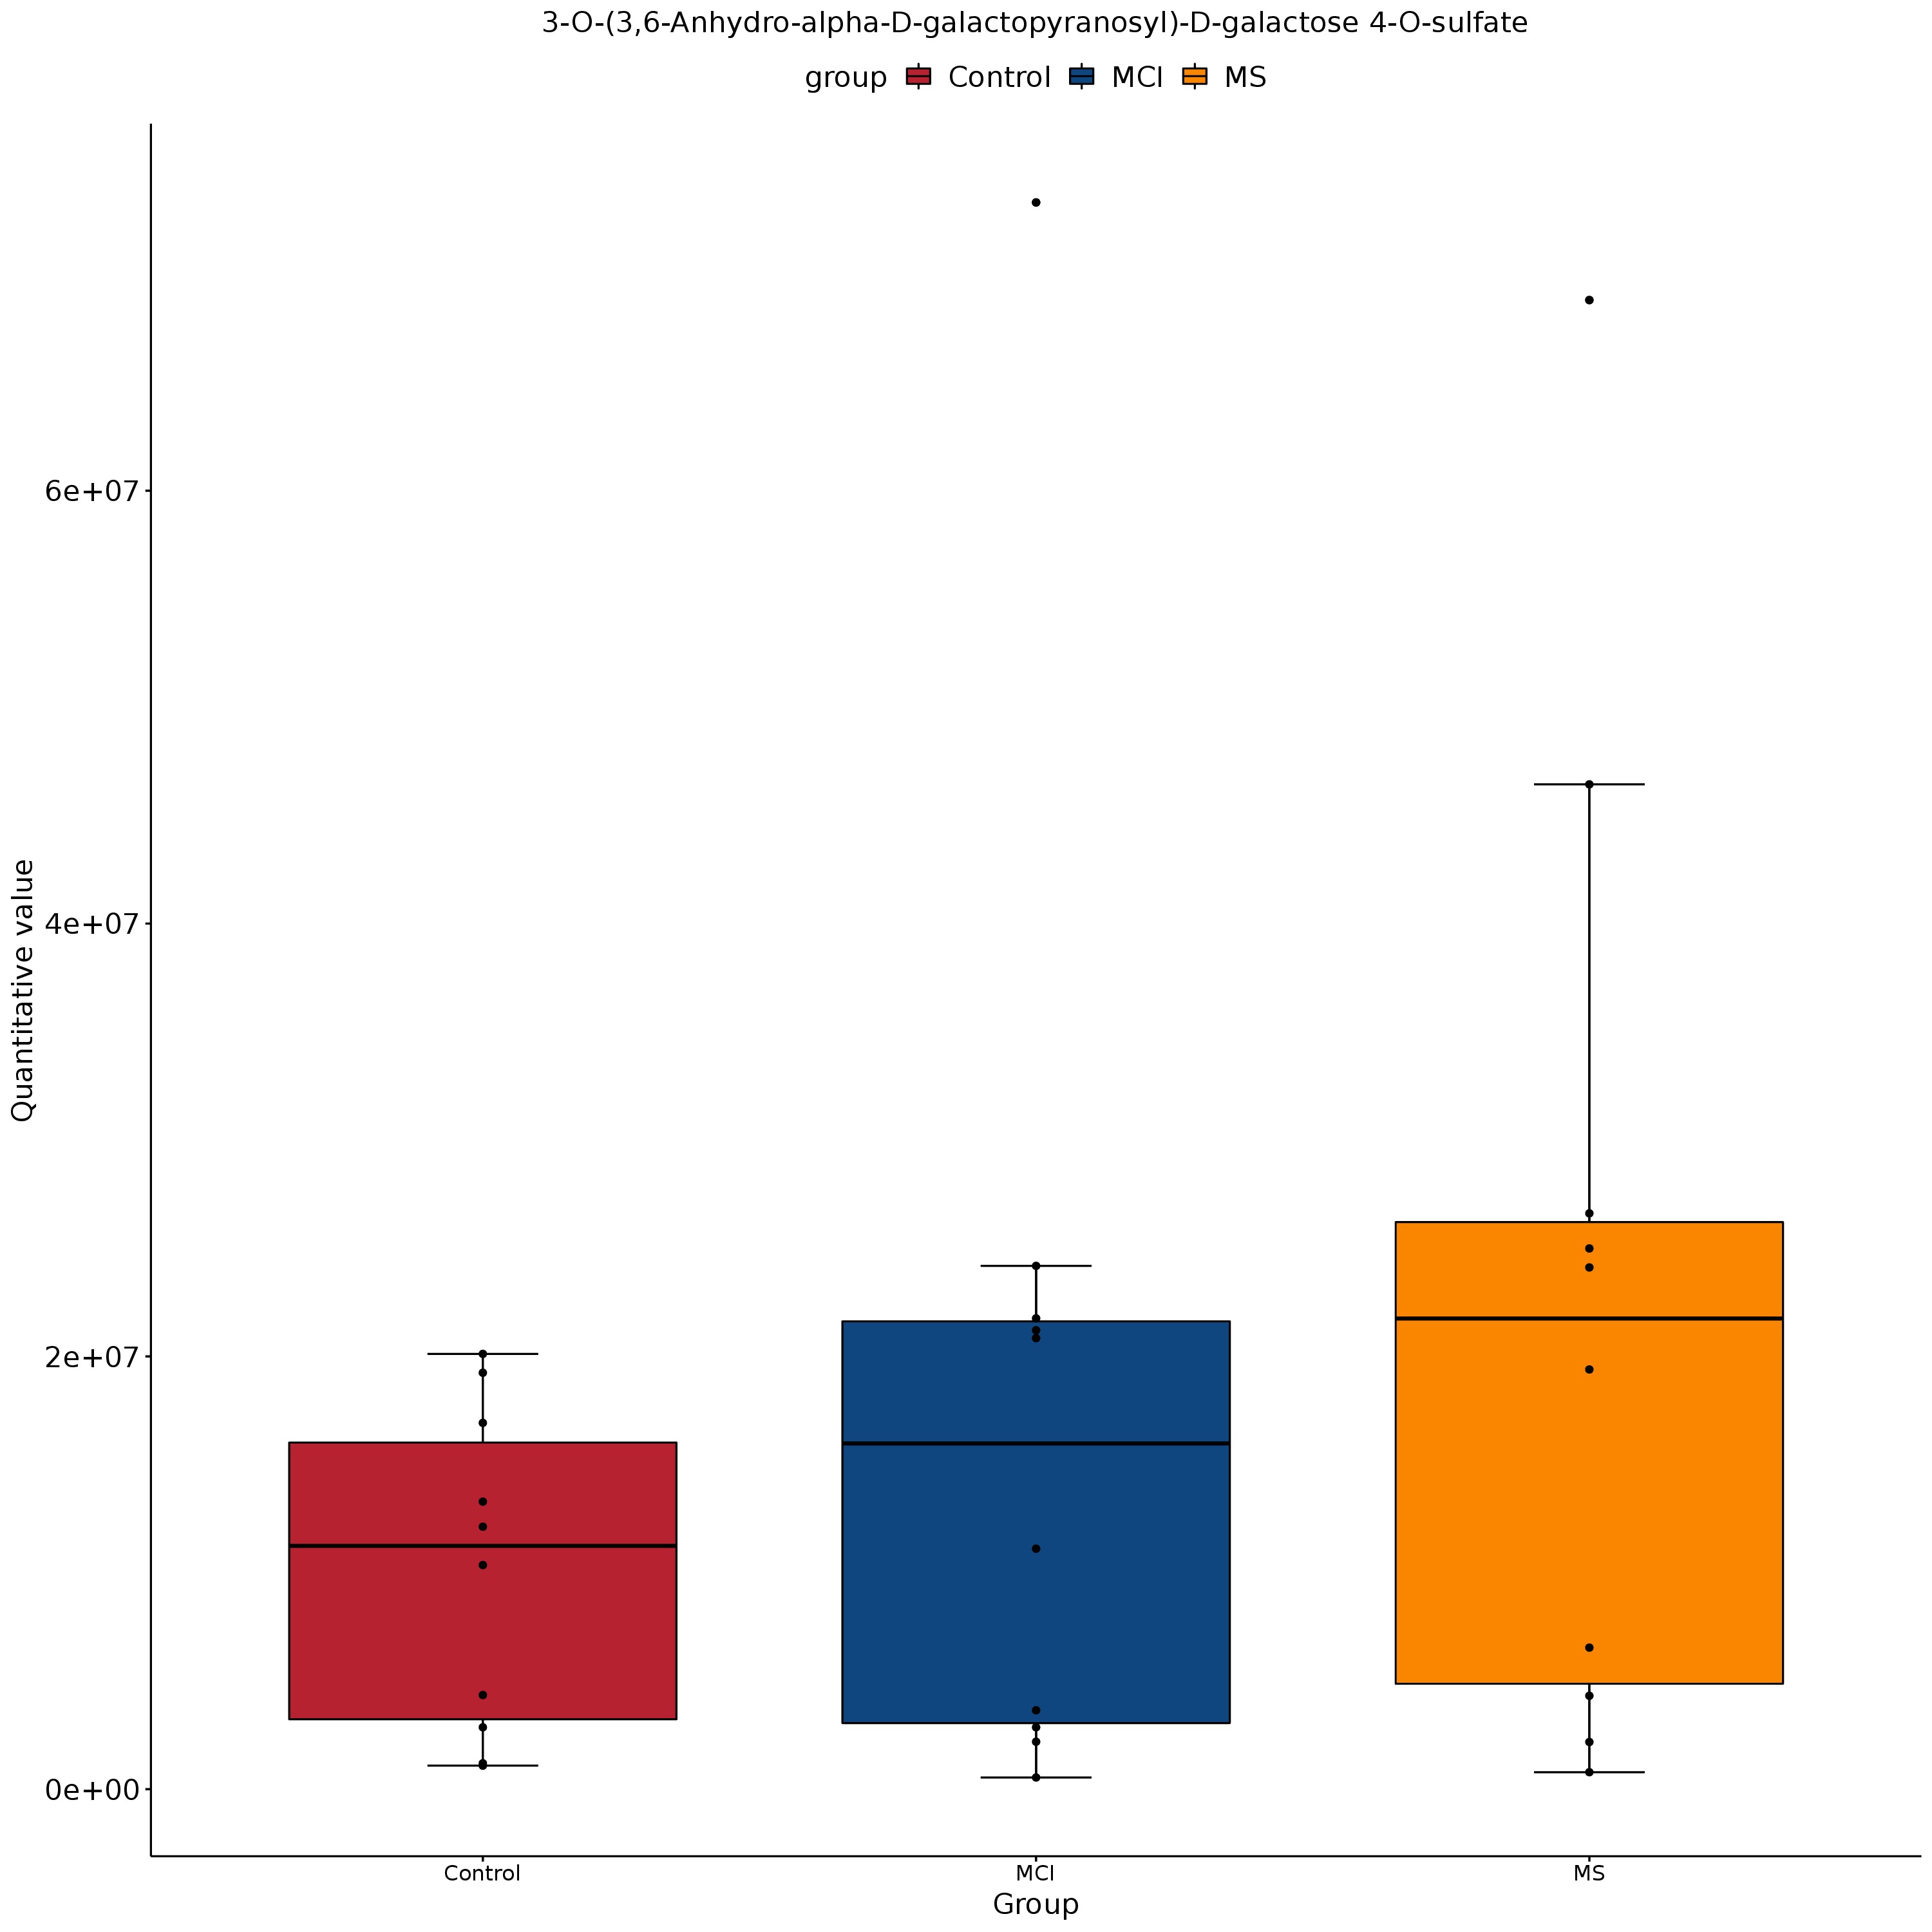 3-O-(3,6-Anhydro-alpha-D-galactopyranosyl)-D-galactose 4-O-sulfate
group Control MCI MS
Quantitative value
6e+07
4e+07
2e+07
0e+00
Control MCI MS
Group